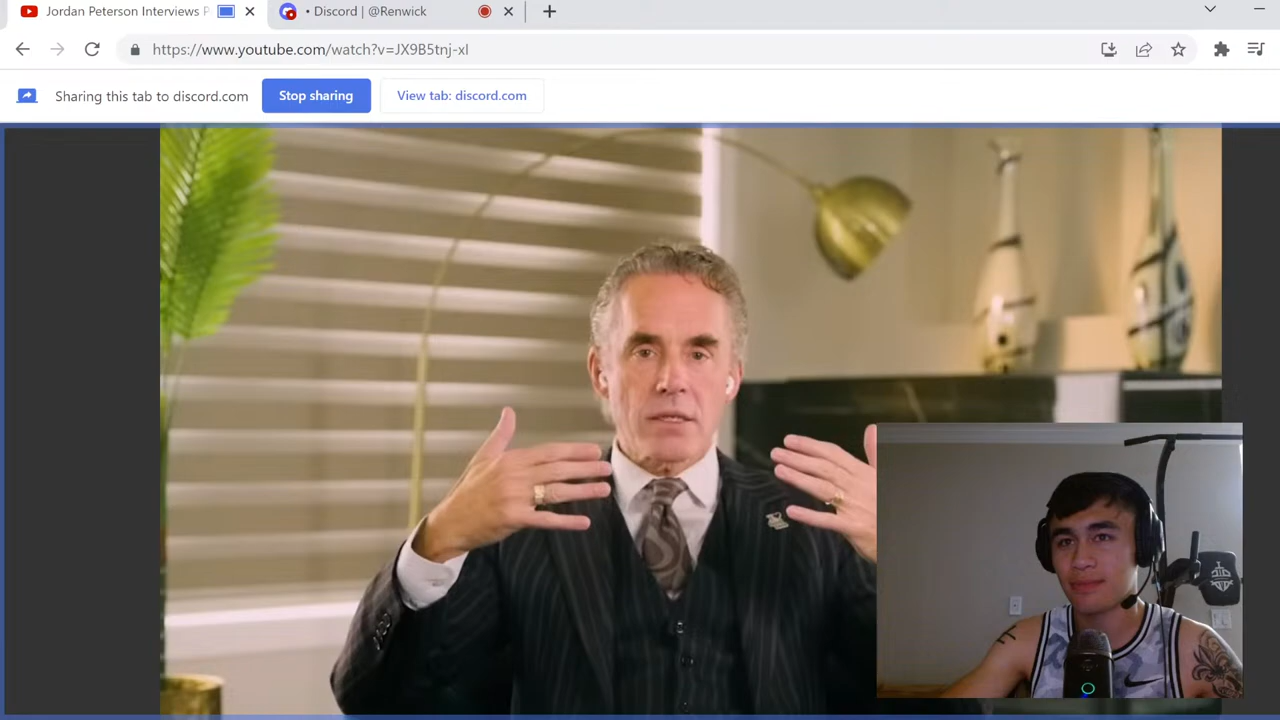 Jordan Peterson Interviews P
• Discord | @Renwick
https://www.youtube.com/watch?v=JX9B5tnj-xI
Sharing this tab to discord.com
Stop sharing
View tab: discord.com